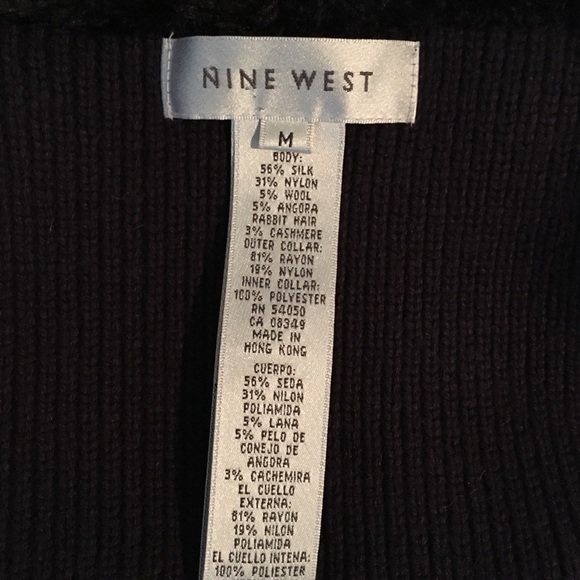 NINE WEST
M
BODY:
56% SILK
31% NYLON
5% WOOL
5% ANGORA
RABBIT HAIR
3% CASHMERE
OUTER COLLAR:
81% RAYON
19% NYLON
INNER COLLAR:
100% POLYESTER
RN 54050
CA 08349
MADE IN
HONG KONG
CUERPO:
56% SEDA
31% NILON
POLIAMIDA
5% LANA
5% PELO DE
CONEJO DE
ANGORA
3% CACHEMIRA
EL CUELLO
EXTERNA:
81% RAYON
19% NILON
POLIAMIDA
EL CUELLO INTENA:
100% POLIESTER